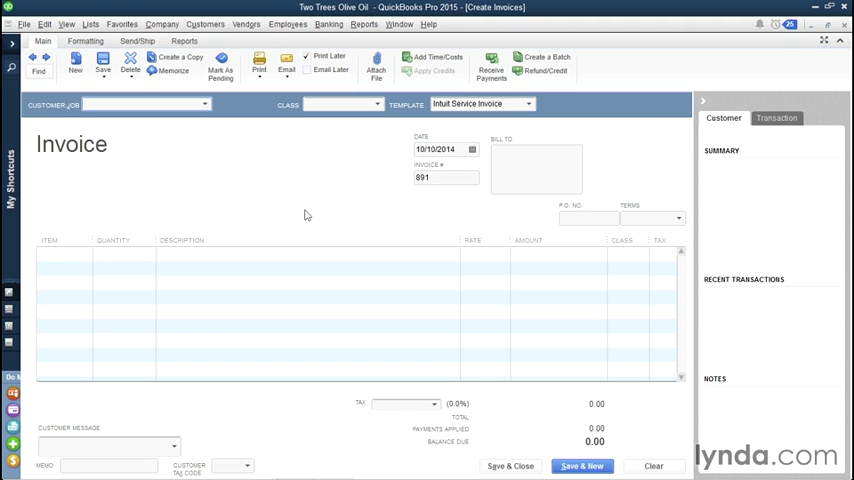 Two Trees Olive Oil - QuickBooks Pro 2015 - [Create Invoices]
File Edit View Lists Favorites Company Customers Vendors Employees Banking Reports Window Help 25
Main Formatting Send/Ship Reports
Find New Save Delete Create a Copy Memorize Mark As Pending Print Email Print Later Email Later Attach File Add Time/Costs Apply Credits Receive Payments Create a Batch Refund/Credit
CUSTOMER:JOB CLASS TEMPLATE Intuit Service Invoice
Customer Transaction
My Shortcuts
Invoice
DATE
10/10/2014
INVOICE #
891
BILL TO
P.O. NO. TERMS
SUMMARY
ITEM QUANTITY DESCRIPTION RATE AMOUNT CLASS TAX
RECENT TRANSACTIONS
NOTES
Do M
TAX (0.0%) 0.00
TOTAL
PAYMENTS APPLIED 0.00
BALANCE DUE 0.00
CUSTOMER MESSAGE
MEMO CUSTOMER TAX CODE
Save & Close Save & New Clear
lynda.com